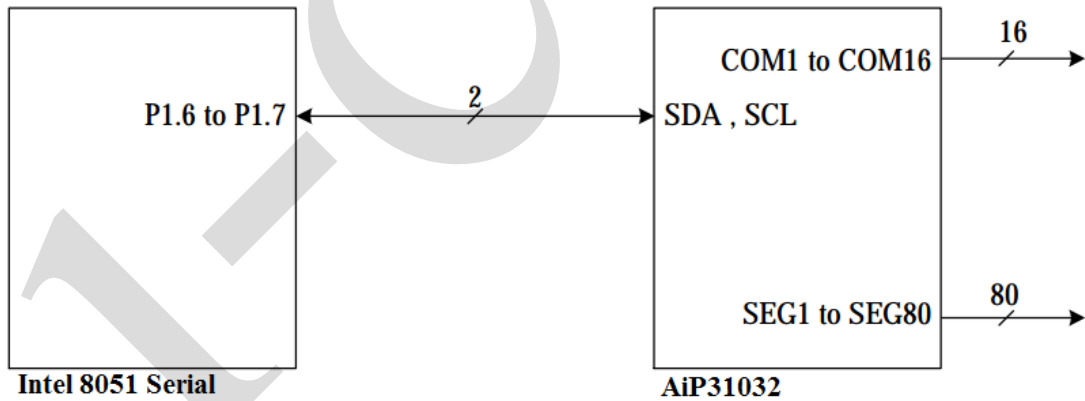 16
COM1 to COM16
2
P1.6 to P1.7
SDA , SCL
80
SEG1 to SEG80
Intel 8051 Serial
AiP31032